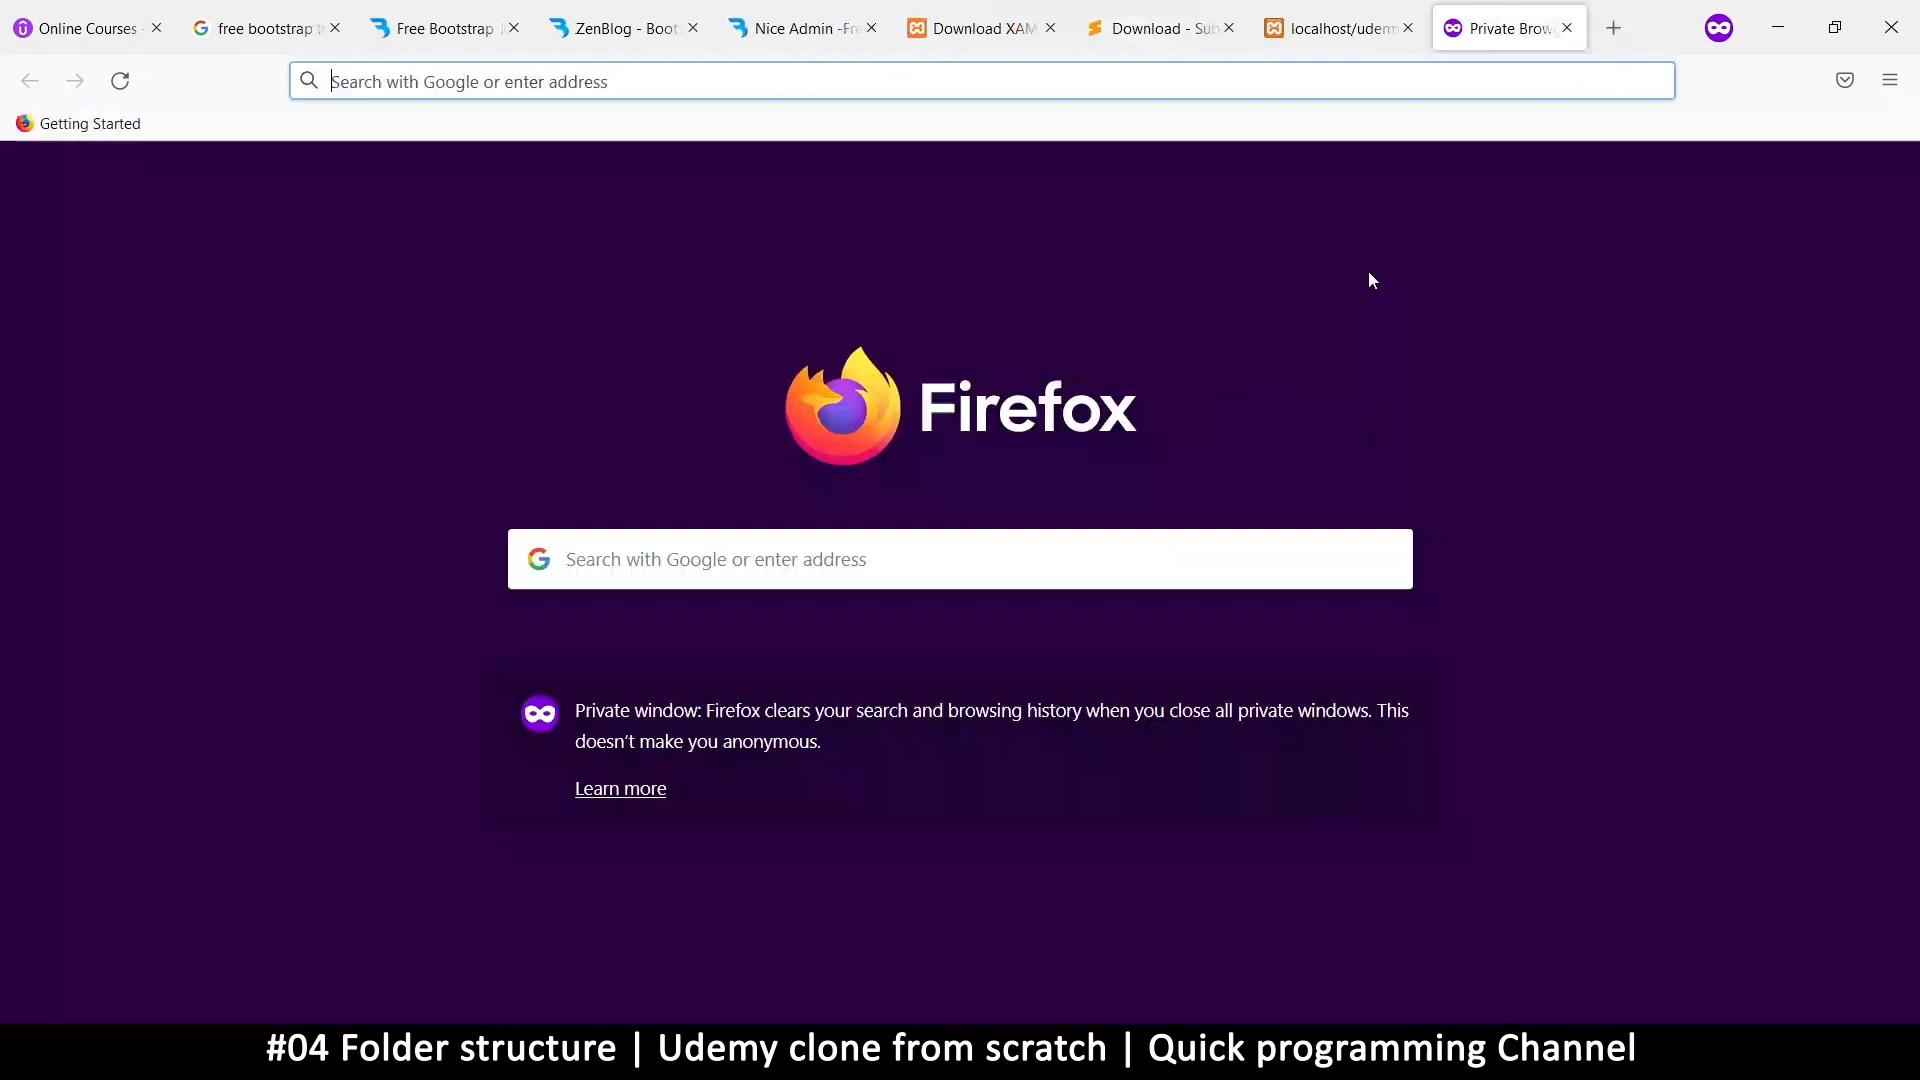 Online Courses -
free bootstrap t
Free Bootstrap
ZenBlog - Boots
Nice Admin -Fre
Download XAM
Download - Sub
localhost/udem
Private Brow
Search with Google or enter address
Getting Started
Firefox
Search with Google or enter address
Private window: Firefox clears your search and browsing history when you close all private windows. This
doesn't make you anonymous.
Learn more
#04 Folder structure | Udemy clone from scratch | Quick programming Channel